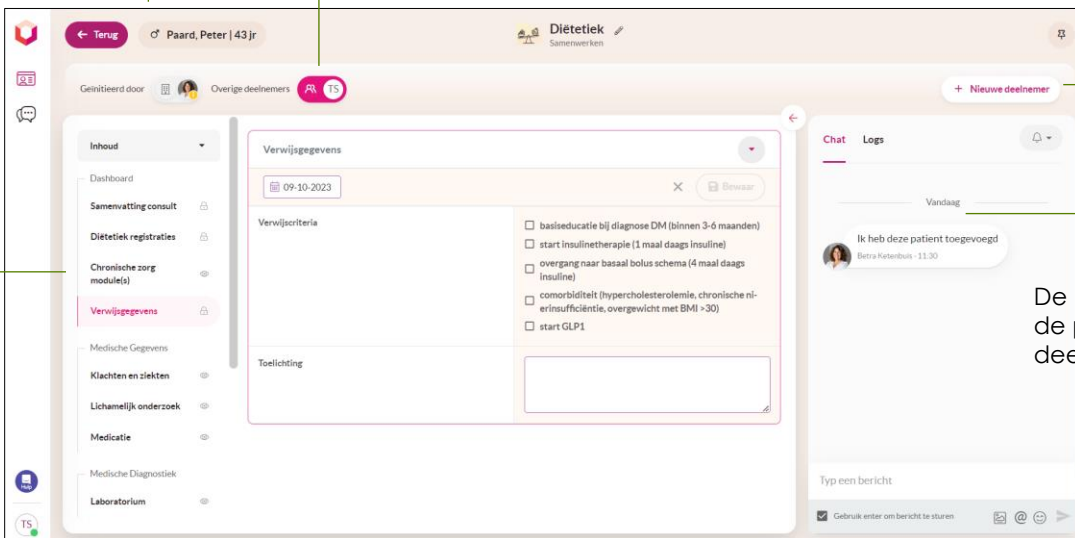 Terug
Paard, Peter | 43 jr
Diëtetiek
Samenwerken
Geïnitieerd door
Overige deelnemers
TS
+ Nieuwe deelnemer
Inhoud
Dashboard
Samenvatting consult
Diëtetiek registraties
Chronische zorg
module(s)
Verwijsgegevens
Medische Gegevens
Klachten en ziekten
Lichamelijk onderzoek
Medicatie
Medische Diagnostiek
Laboratorium
Help
TS
Verwijsgegevens
09-10-2023
Bewaar
Verwijscriteria
basiseducatie bij diagnose DM (binnen 3-6 maanden)
start insulinetherapie (1 maal daags insuline)
overgang naar basaal bolus schema (4 maal daags
insuline)
comorbiditeit (hypercholesterolemie, chronische ni-
erinsufficiëntie, overgewicht met BMI >30)
start GLP1
Toelichting
Chat Logs
Vandaag
Ik heb deze patient toegevoegd
Betra Ketenbuis - 11:30
De
de p
dee
Typ een bericht
Gebruik enter om bericht te sturen
@